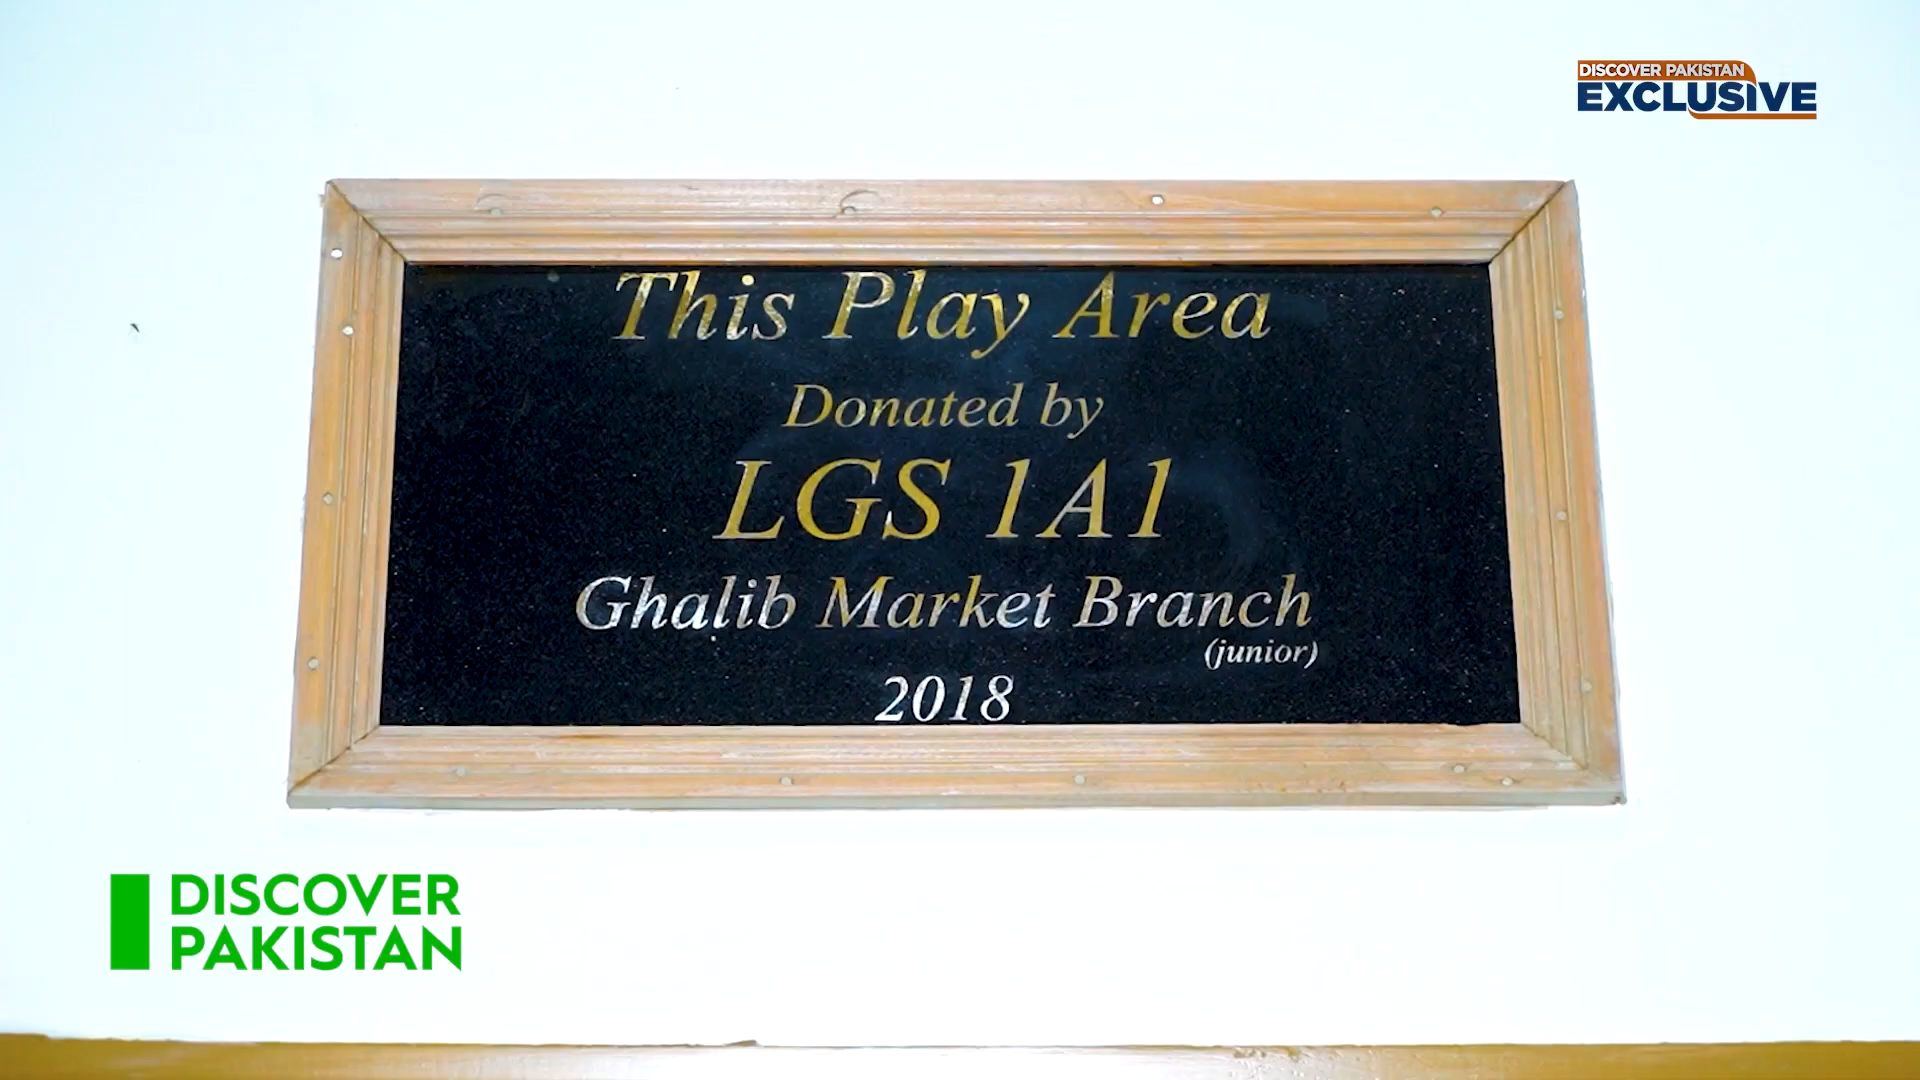 DISCOVER PAKISTAN
EXCLUSIVE
This Play Area
Donated by
LGS 1A1
Ghalib Market Branch
(junior)
2018
DISCOVER
PAKISTAN